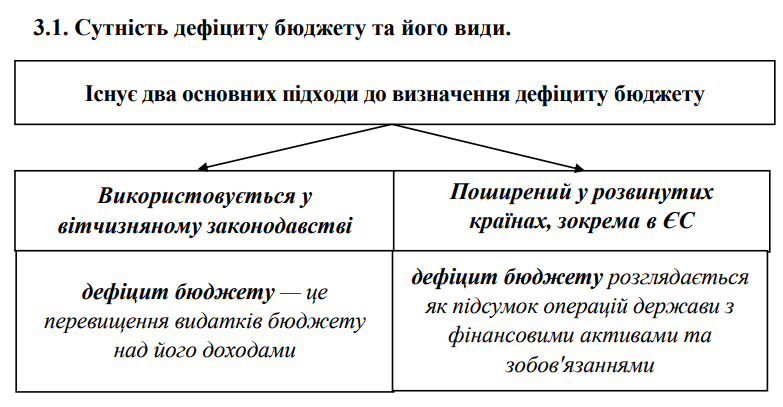 3.1. Сутність дефіциту бюджету та його види.
Існує два основних підходи до визначення дефіциту бюджету
Використовується у
вітчизняному законодавстві
Поширений у розвинутих
країнах, зокрема в ЄС
дефіцит бюджету — це
перевищення видатків бюджету
над його доходами
дефіцит бюджету розглядається
як підсумок операцій держави з
фінансовими активами та
зобов'язаннями